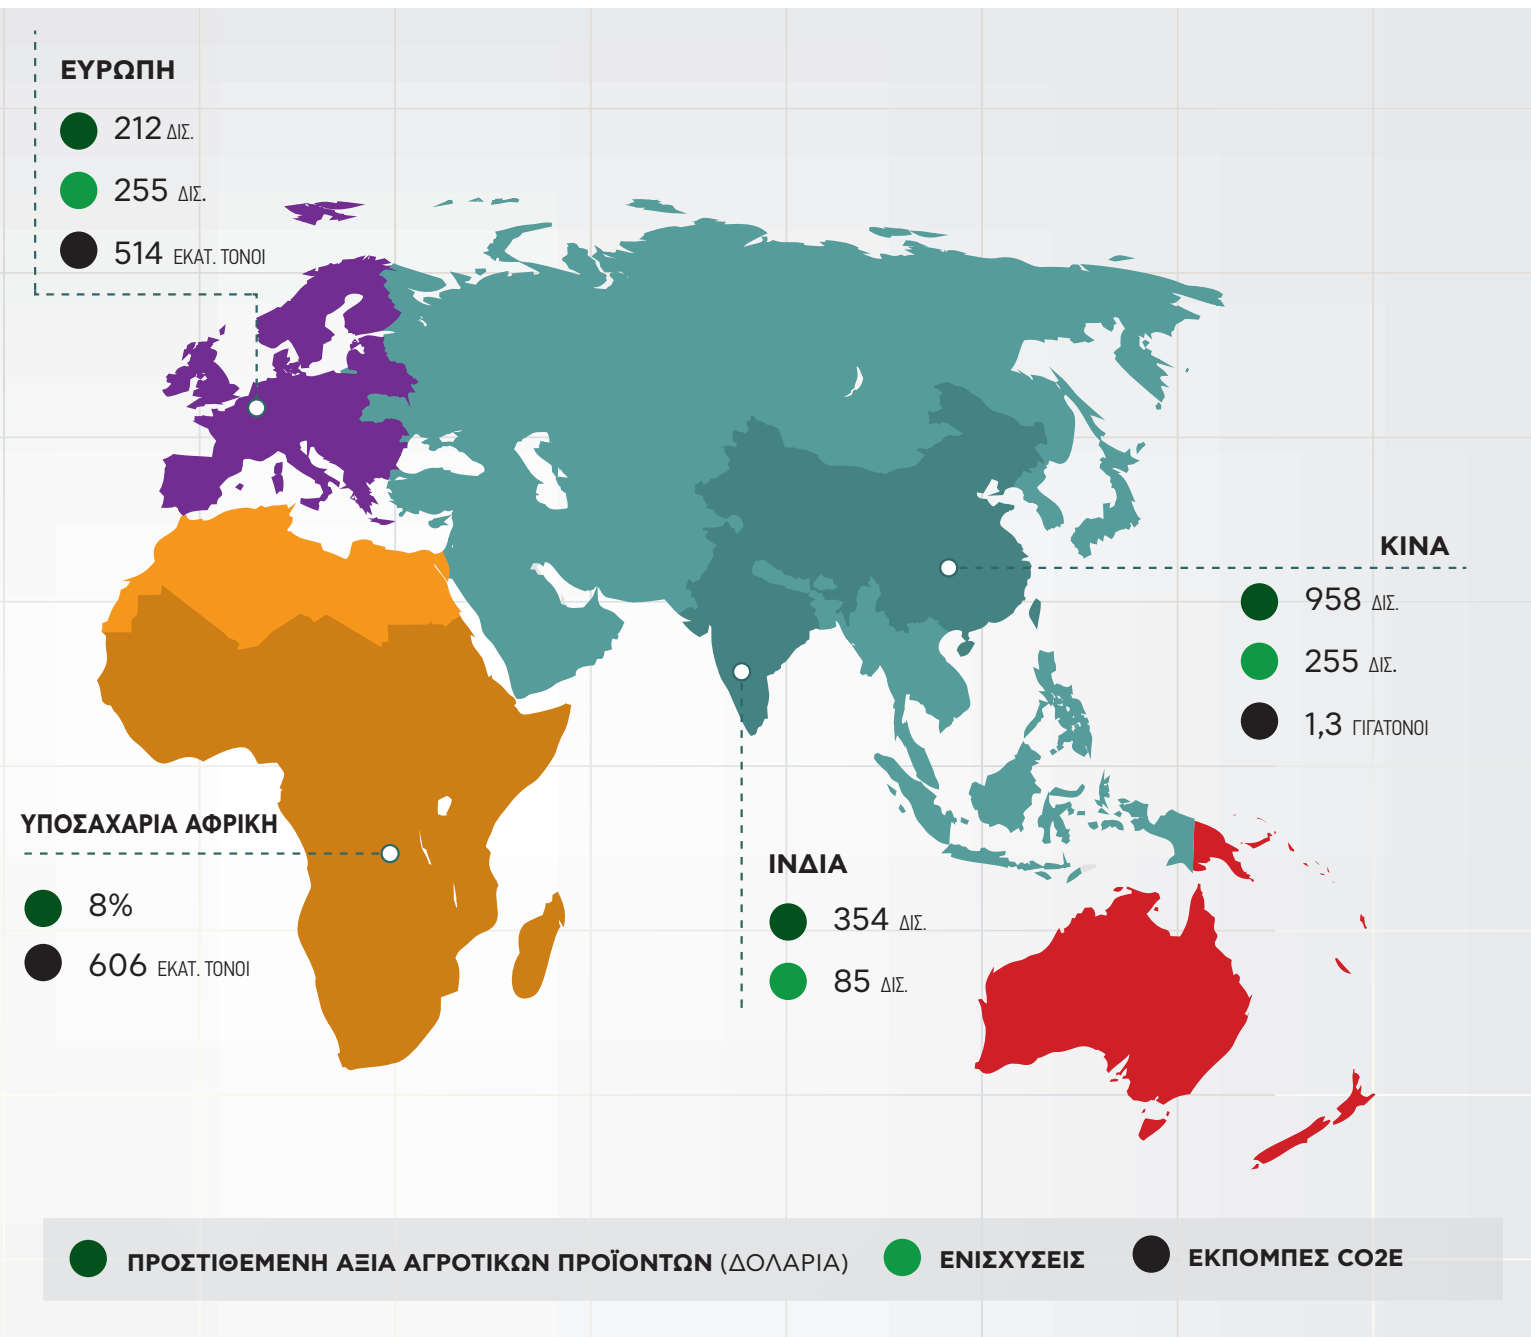 ΕΥΡΩΠΗ
212 ΔΙΣ.
255 ΔΙΣ.
514 ΕΚΑΤ. ΤΟΝΟΙ
ΚΙΝΑ
958 ΔΙΣ.
255 ΔΙΣ.
1,3 ΓΙΓΑΤΟΝΟΙ
ΥΠΟΣΑΧΑΡΙΑ ΑΦΡΙΚΗ
8%
606 ΕΚΑΤ. ΤΟΝΟΙ
ΙΝΔΙΑ
354 ΔΙΣ.
85 ΔΙΣ.
ΠΡΟΣΤΙΘΕΜΕΝΗ ΑΞΙΑ ΑΓΡΟΤΙΚΩΝ ΠΡΟΪΟΝΤΩΝ (ΔΟΛΑΡΙΑ) ΕΝΙΣΧΥΣΕΙΣ ΕΚΠΟΜΠΕΣ CO2E